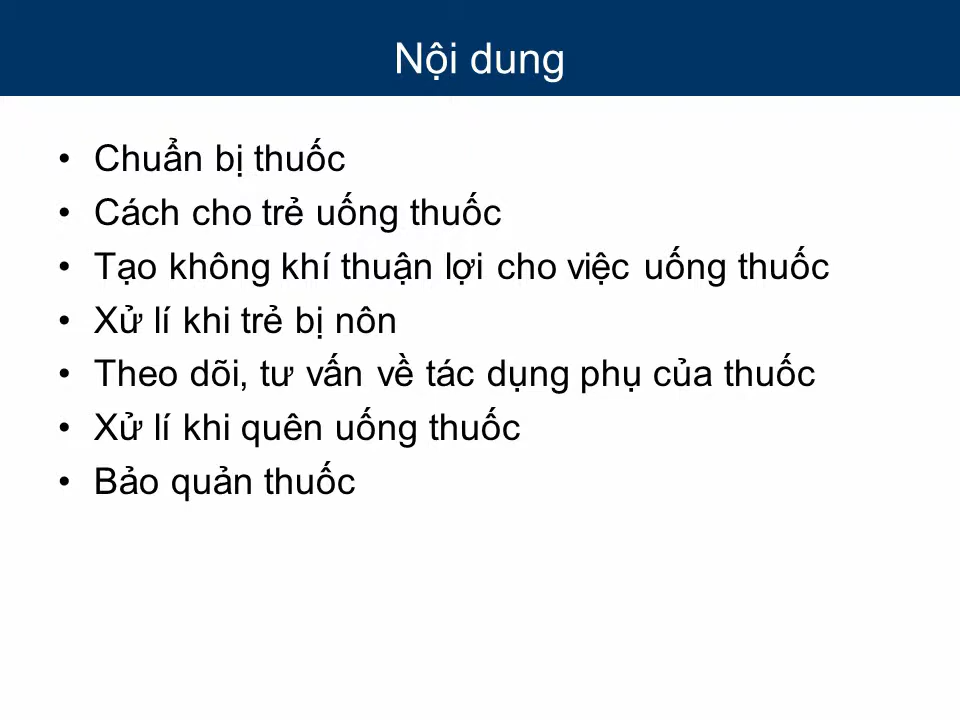 Nội dung
• Chuẩn bị thuốc
• Cách cho trẻ uống thuốc
• Tạo không khí thuận lợi cho việc uống thuốc
• Xử lí khi trẻ bị nôn
• Theo dõi, tư vấn về tác dụng phụ của thuốc
• Xử lí khi quên uống thuốc
• Bảo quản thuốc